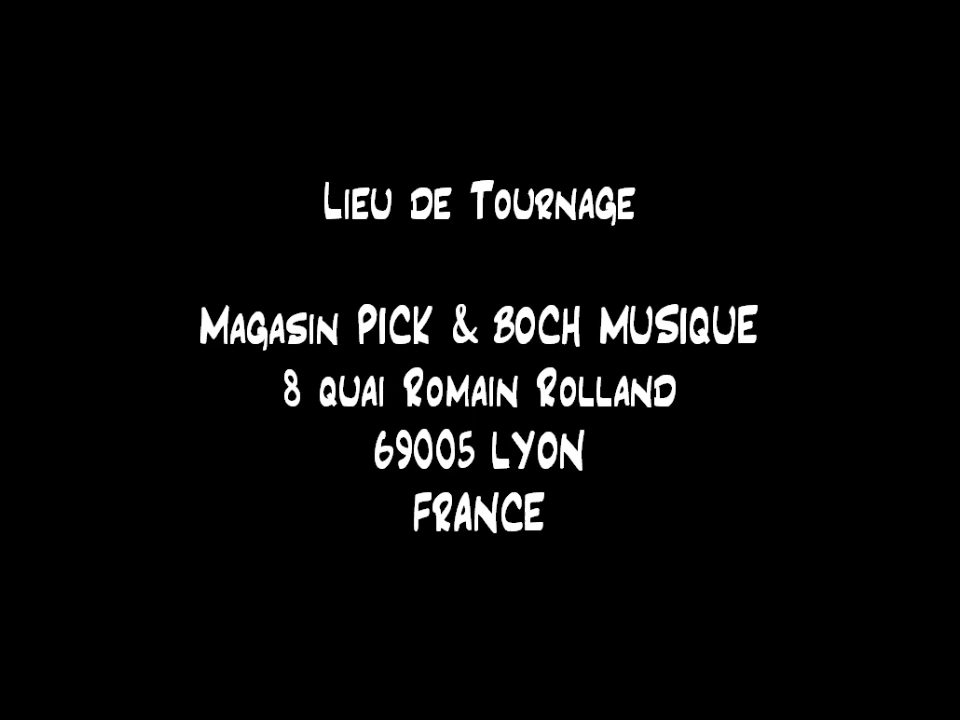 Lieu de Tournage
Magasin PICK & BOCH MUSIQUE
8 quai Romain Rolland
69005 LYON
FRANCE